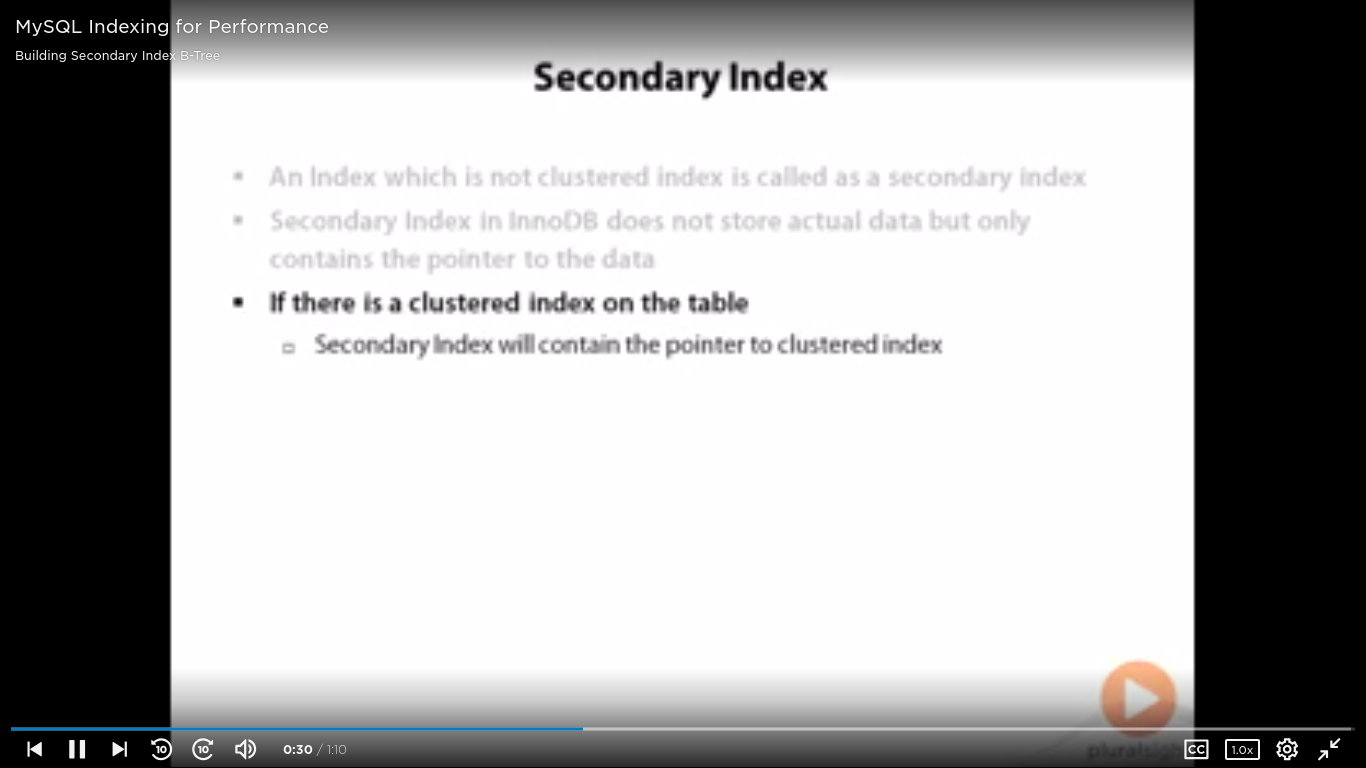 MySQL Indexing for Performance
Building Secondary Index B-Tree
Secondary Index
An Index which is not clustered index is called as a secondary index
Secondary Index in InnoDB does not store actual data but only
contains the pointer to the data
If there is a clustered index on the table
Secondary Index will contain the pointer to clustered index
pluralsight
10
10
0:30 / 1:10
CC
1.0x